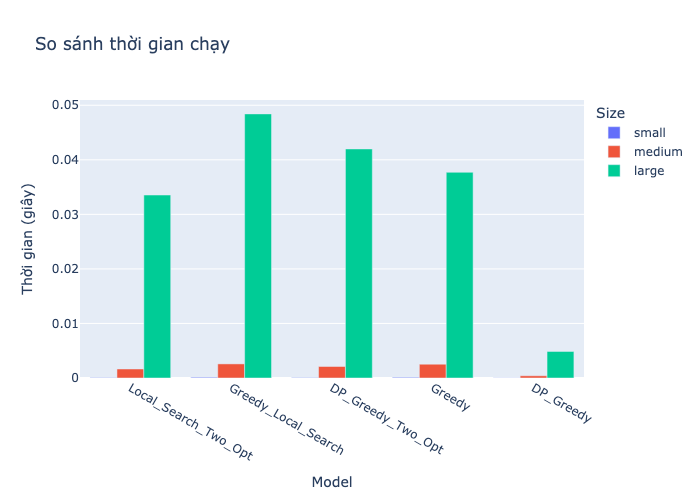 So sánh thời gian chạy
Size
small
medium
large
Thời gian (giây)
0.05
0.04
0.03
0.02
0.01
0
Local_Search_Two_Opt
Greedy_Local_Search
DP_Greedy_Two_Opt
Greedy
DP_Greedy
Model